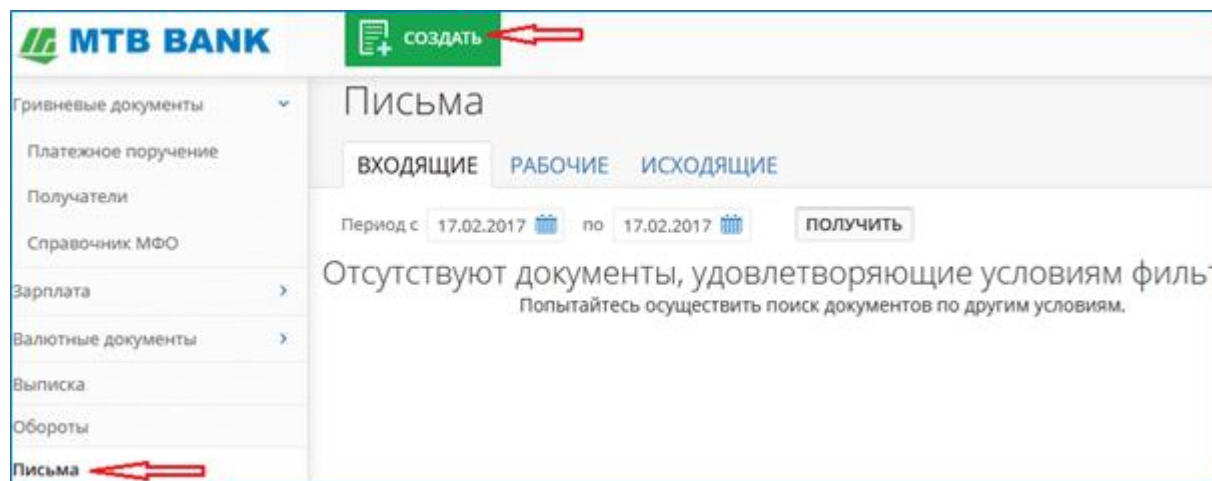 MTB BANK
СОЗДАТЬ
Гривневые документы
Платежное поручение
Получатели
Справочник МФО
Зарплата
Валютные документы
Выписка
Обороты
Письма
Письма
ВХОДЯЩИЕ РАБОЧИЕ ИСХОДЯЩИЕ
Период с 17.02.2017 по 17.02.2017 ПОЛУЧИТЬ
Отсутствуют документы, удовлетворяющие условиям филь
Попытайтесь осуществить поиск документов по другим условиям.